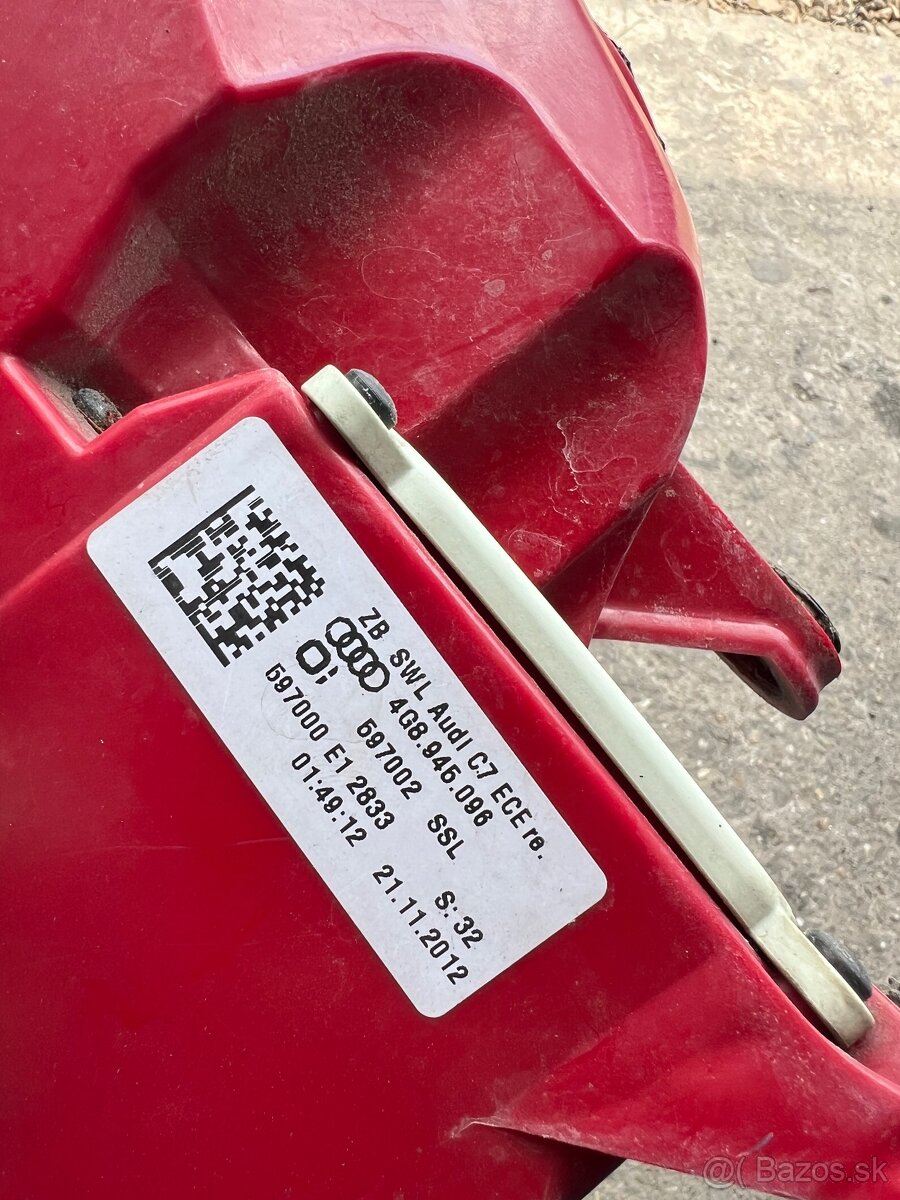 ZB SWL Audi C7 ECE re.
4G8.945.096
597002 SSL
597000 E1 2833 S:32
01:49:12 21.11.2012
@( Bazos.sk